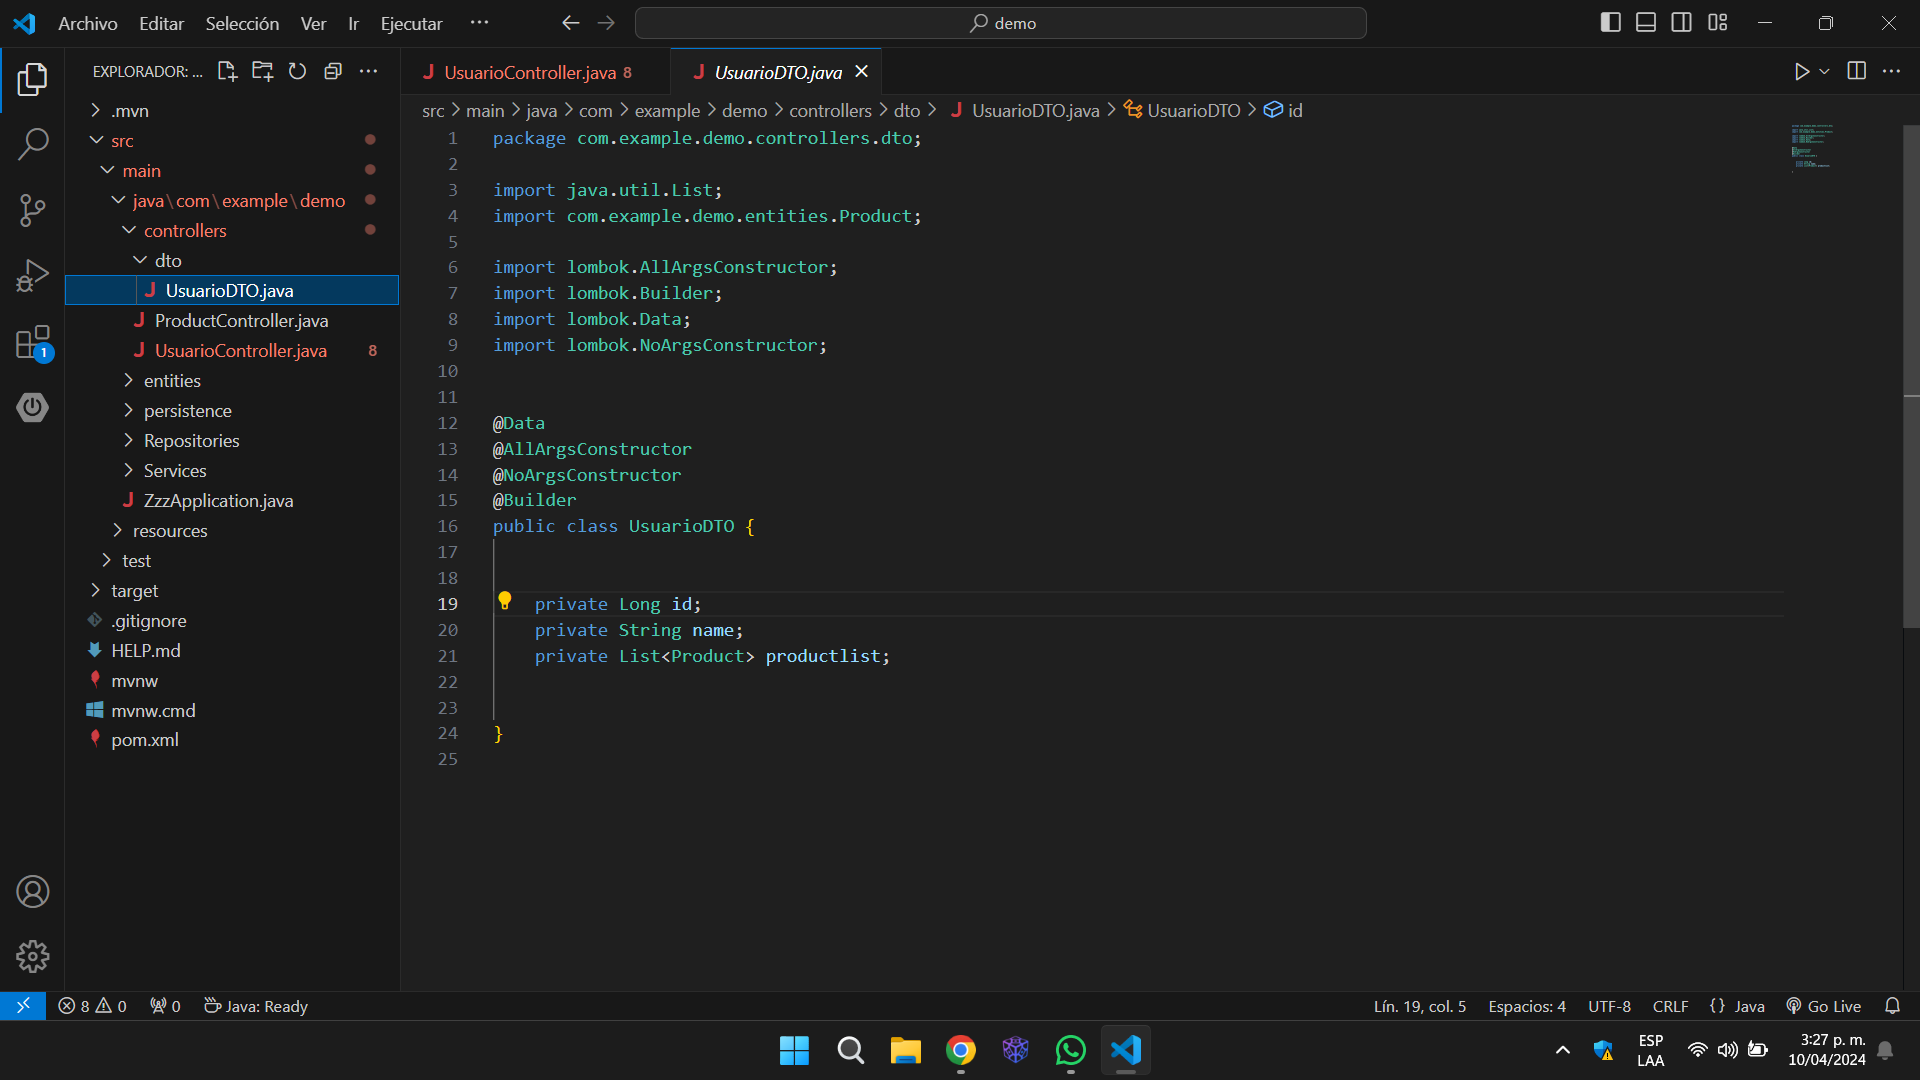 Archivo Editar Selección Ver Ir Ejecutar ···
demo
EXPLORADOR: ...
.mvn
src
main
java\com\example\demo
controllers
dto
UsuarioDTO.java
ProductController.java
UsuarioController.java 8
entities
persistence
Repositories
Services
ZzzApplication.java
resources
test
target
.gitignore
HELP.md
mvnw
mvnw.cmd
pom.xml
1
UsuarioController.java 8
UsuarioDTO.java
src > main > java > com > example > demo > controllers > dto > UsuarioDTO.java > UsuarioDTO > id
1 package com.example.demo.controllers.dto;
2
3 import java.util.List;
4 import com.example.demo.entities.Product;
5
6 import lombok.AllArgsConstructor;
7 import lombok.Builder;
8 import lombok.Data;
9 import lombok.NoArgsConstructor;
10
11
12 @Data
13 @AllArgsConstructor
14 @NoArgsConstructor
15 @Builder
16 public class UsuarioDTO {
17
18
19 private Long id;
20 private String name;
21 private List<Product> productlist;
22
23
24 }
25
8 0 0 Java: Ready
Lín. 19, col. 5 Espacios: 4 UTF-8 CRLF {} Java Go Live
ESP
LAA
3:27 p. m.
10/04/2024